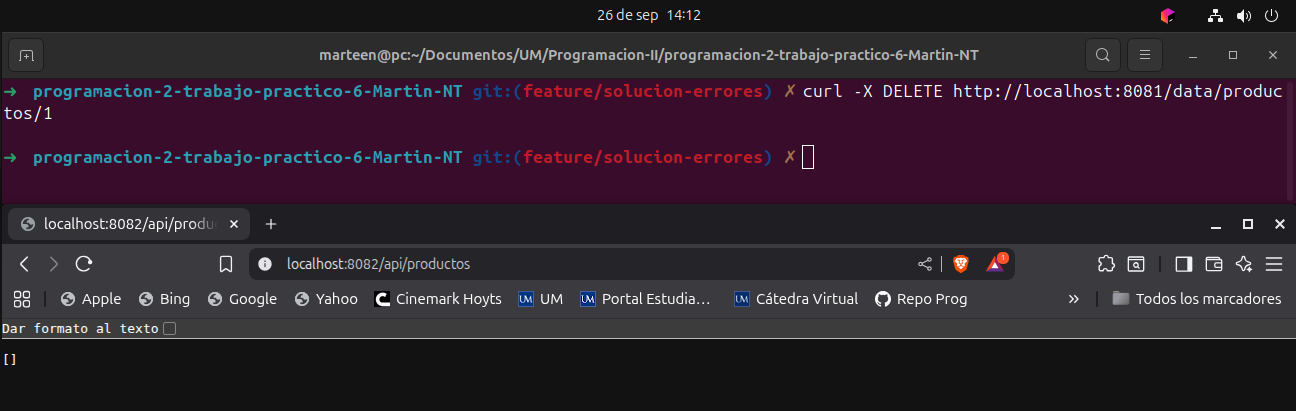 26 de sep 14:12
marteen@pc:~/Documentos/UM/Programacion-II/programacion-2-trabajo-practico-6-Martin-NT
➜ programacion-2-trabajo-practico-6-Martin-NT git:(feature/solucion-errores) ✗ curl -X DELETE http://localhost:8081/data/produc
tos/1
➜ programacion-2-trabajo-practico-6-Martin-NT git:(feature/solucion-errores) ✗
localhost:8082/api/produc
localhost:8082/api/productos
1
Apple Bing Google Yahoo Cinemark Hoyts UM Portal Estudia... Cátedra Virtual Repo Prog » Todos los marcadores
Dar formato al texto
[]